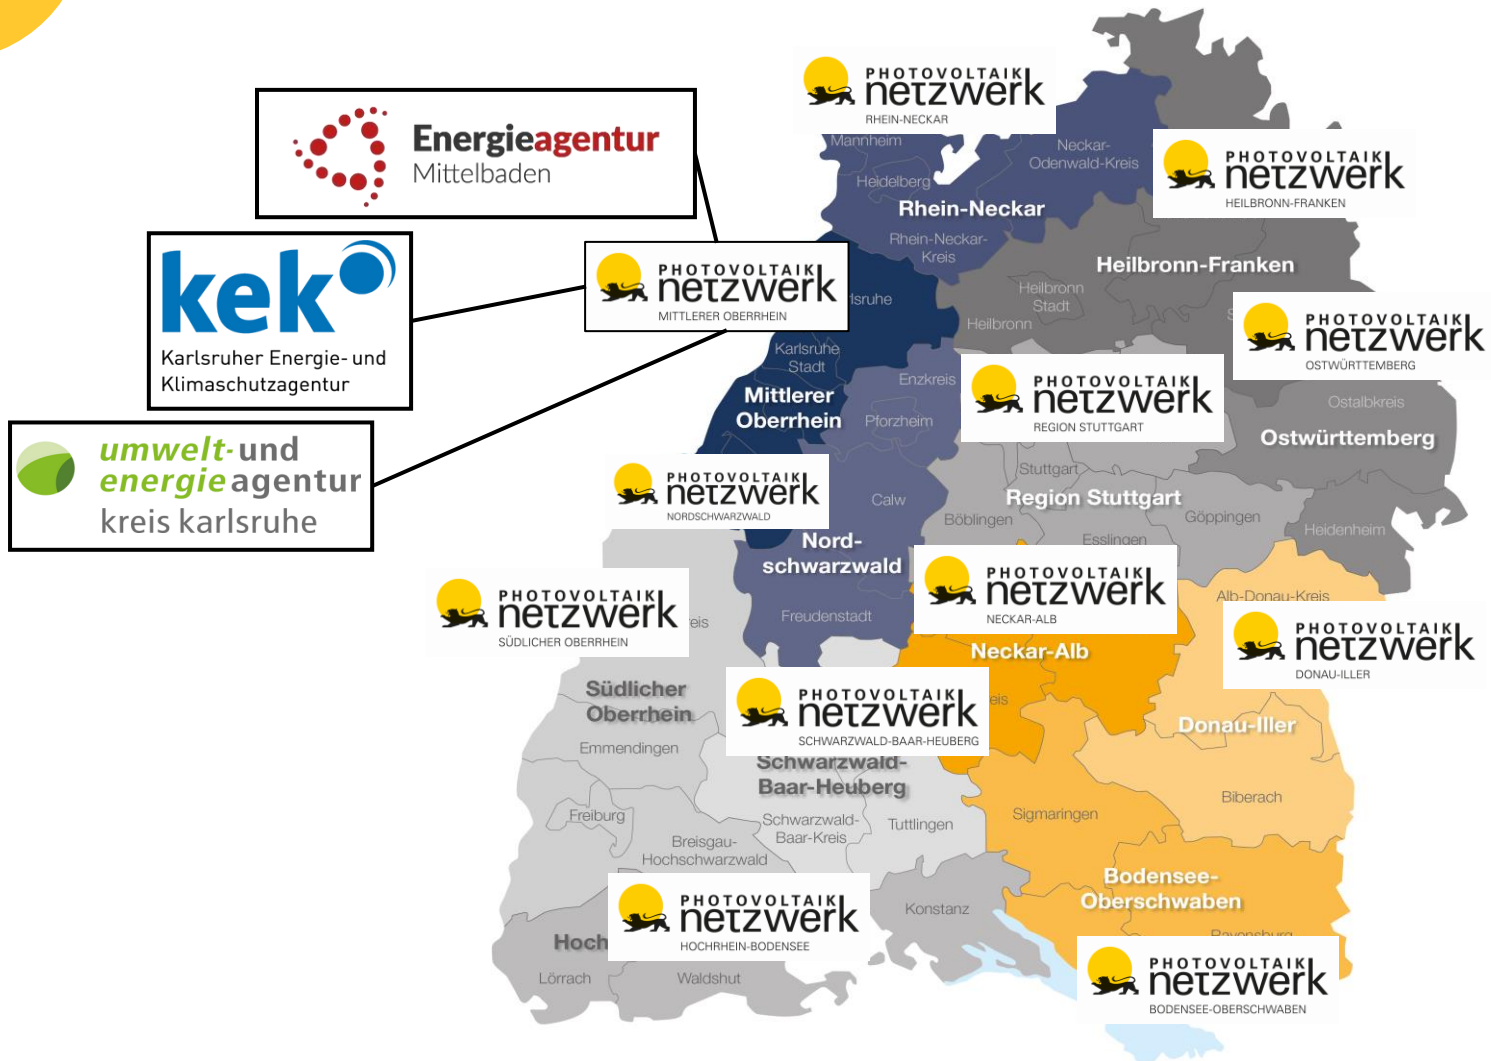 PHOTOVOLTAIK
netzwerk
RHEIN-NECKAR
Mannheim
Neckar-
Odenwald-Kreis
Heidelberg
Rhein-Neckar
Rhein-Neckar-
Kreis
PHOTOVOLTAIK
netzwerk
HEILBRONN-FRANKEN
Heilbronn-Franken
Heilbronn
Stadt
Heilbronn
Energieagentur
Mittelbaden
kek
Karlsruher Energie- und
Klimaschutzagentur
umwelt- und
energieagentur
kreis karlsruhe
PHOTOVOLTAIK
netzwerk
MITTLERER OBERRHEIN
lsruhe
Karlsruhe
Stadt
Mittlerer
Oberrhein
Enzkreis
Pforzheim
PHOTOVOLTAIK
netzwerk
REGION STUTTGART
Stuttgart
Region Stuttgart
Böblingen
Esslingen
Göppingen
S
PHOTOVOLTAIK
netzwerk
OSTWÜRTTEMBERG
Ostalbkreis
Ostwürttemberg
Heidenheim
PHOTOVOLTAIK
netzwerk
NORDSCHWARZWALD
Calw
Nord-
schwarzwald
Freudenstadt
PHOTOVOLTAIK
netzwerk
NECKAR-ALB
Neckar-Alb
eis
Alb-Donau-Kreis
PHOTOVOLTAIK
netzwerk
DONAU-ILLER
Donau-Iller
Biberach
PHOTOVOLTAIK
netzwerk
SÜDLICHER OBERRHEIN
eis
Südlicher
Oberrhein
Emmendingen
Freiburg
Breisgau-
Hochschwarzwald
PHOTOVOLTAIK
netzwerk
SCHWARZWALD-BAAR-HEUBERG
Schwarzwald-
Baar-Heuberg
Schwarzwald-
Baar-Kreis
Tuttlingen
Sigmaringen
Bodensee-
Oberschwaben
Ravensburg
PHOTOVOLTAIK
netzwerk
BODENSEE-OBERSCHWABEN
PHOTOVOLTAIK
netzwerk
HOCHRHEIN-BODENSEE
Hoch
Konstanz
Lörrach
Waldshut